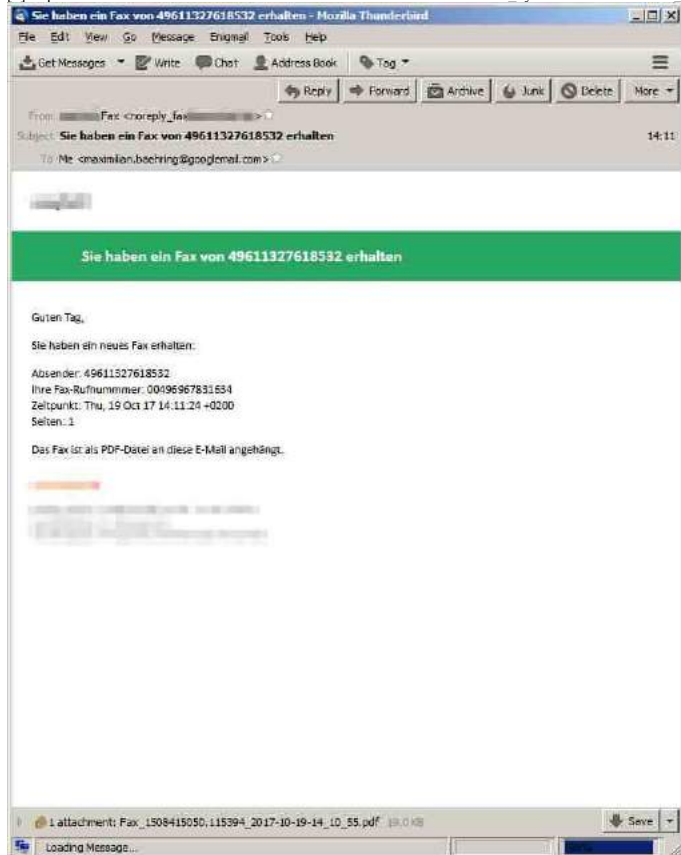 Sie haben ein Fax von 49611327618532 erhalten - Mozilla Thunderbird
File Edit View Go Message Enigmail Tools Help
Get Messages Write Chat Address Book Tag
Reply Forward Archive Junk Delete More
From Fax <noreply_fax >
Subject Sie haben ein Fax von 49611327618532 erhalten 14:11
To Me <maximilian.baehring@googlemail.com>
Sie haben ein Fax von 49611327618532 erhalten
Guten Tag,
Sie haben ein neues Fax erhalten:
Absender: 49611327618532
Ihre Fax-Rufnummmer: 00496967831634
Zeitpunkt: Thu, 19 Oct 17 14:11:24 +0200
Seiten: 1
Das Fax ist als PDF-Datei an diese E-Mail angehängt.
1 attachment: Fax_1508415050.115394_2017-10-19-14_10_55.pdf 19.0 KB Save
Loading Message...